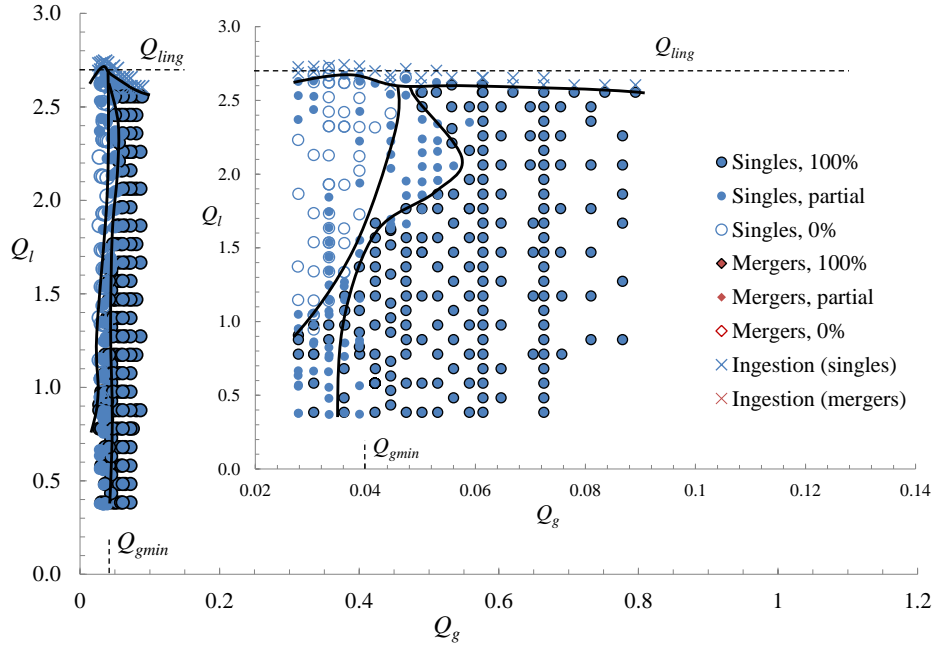 3.0
2.5
2.0
1.5
1.0
0.5
0.0
Q_l
Q_ling
Q_gmin
0
0.2
0.4
0.6
0.8
1
1.2
Q_g
3.0
2.5
2.0
1.5
1.0
0.5
0.0
Q_l
Q_ling
Q_gmin
0.02
0.04
0.06
0.08
0.1
0.12
0.14
Q_g
Singles, 100%
Singles, partial
Singles, 0%
Mergers, 100%
Mergers, partial
Mergers, 0%
Ingestion (singles)
Ingestion (mergers)